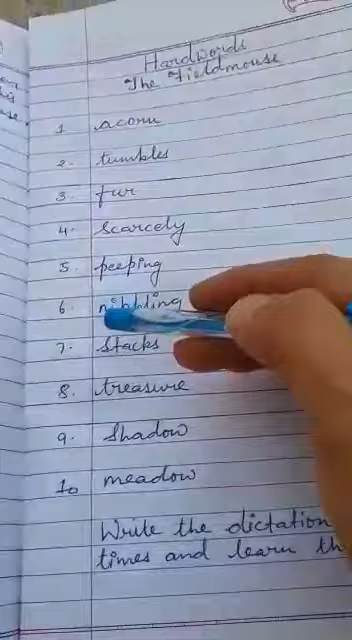 Hardwords
The Fieldmouse
1. acorn
2. tumbles
3. fur
4. scarcely
5. peeping
6. nibbling
7. Stacks
8. treasure
9. Shadow
10 meadow
Write the dictation
times and learn